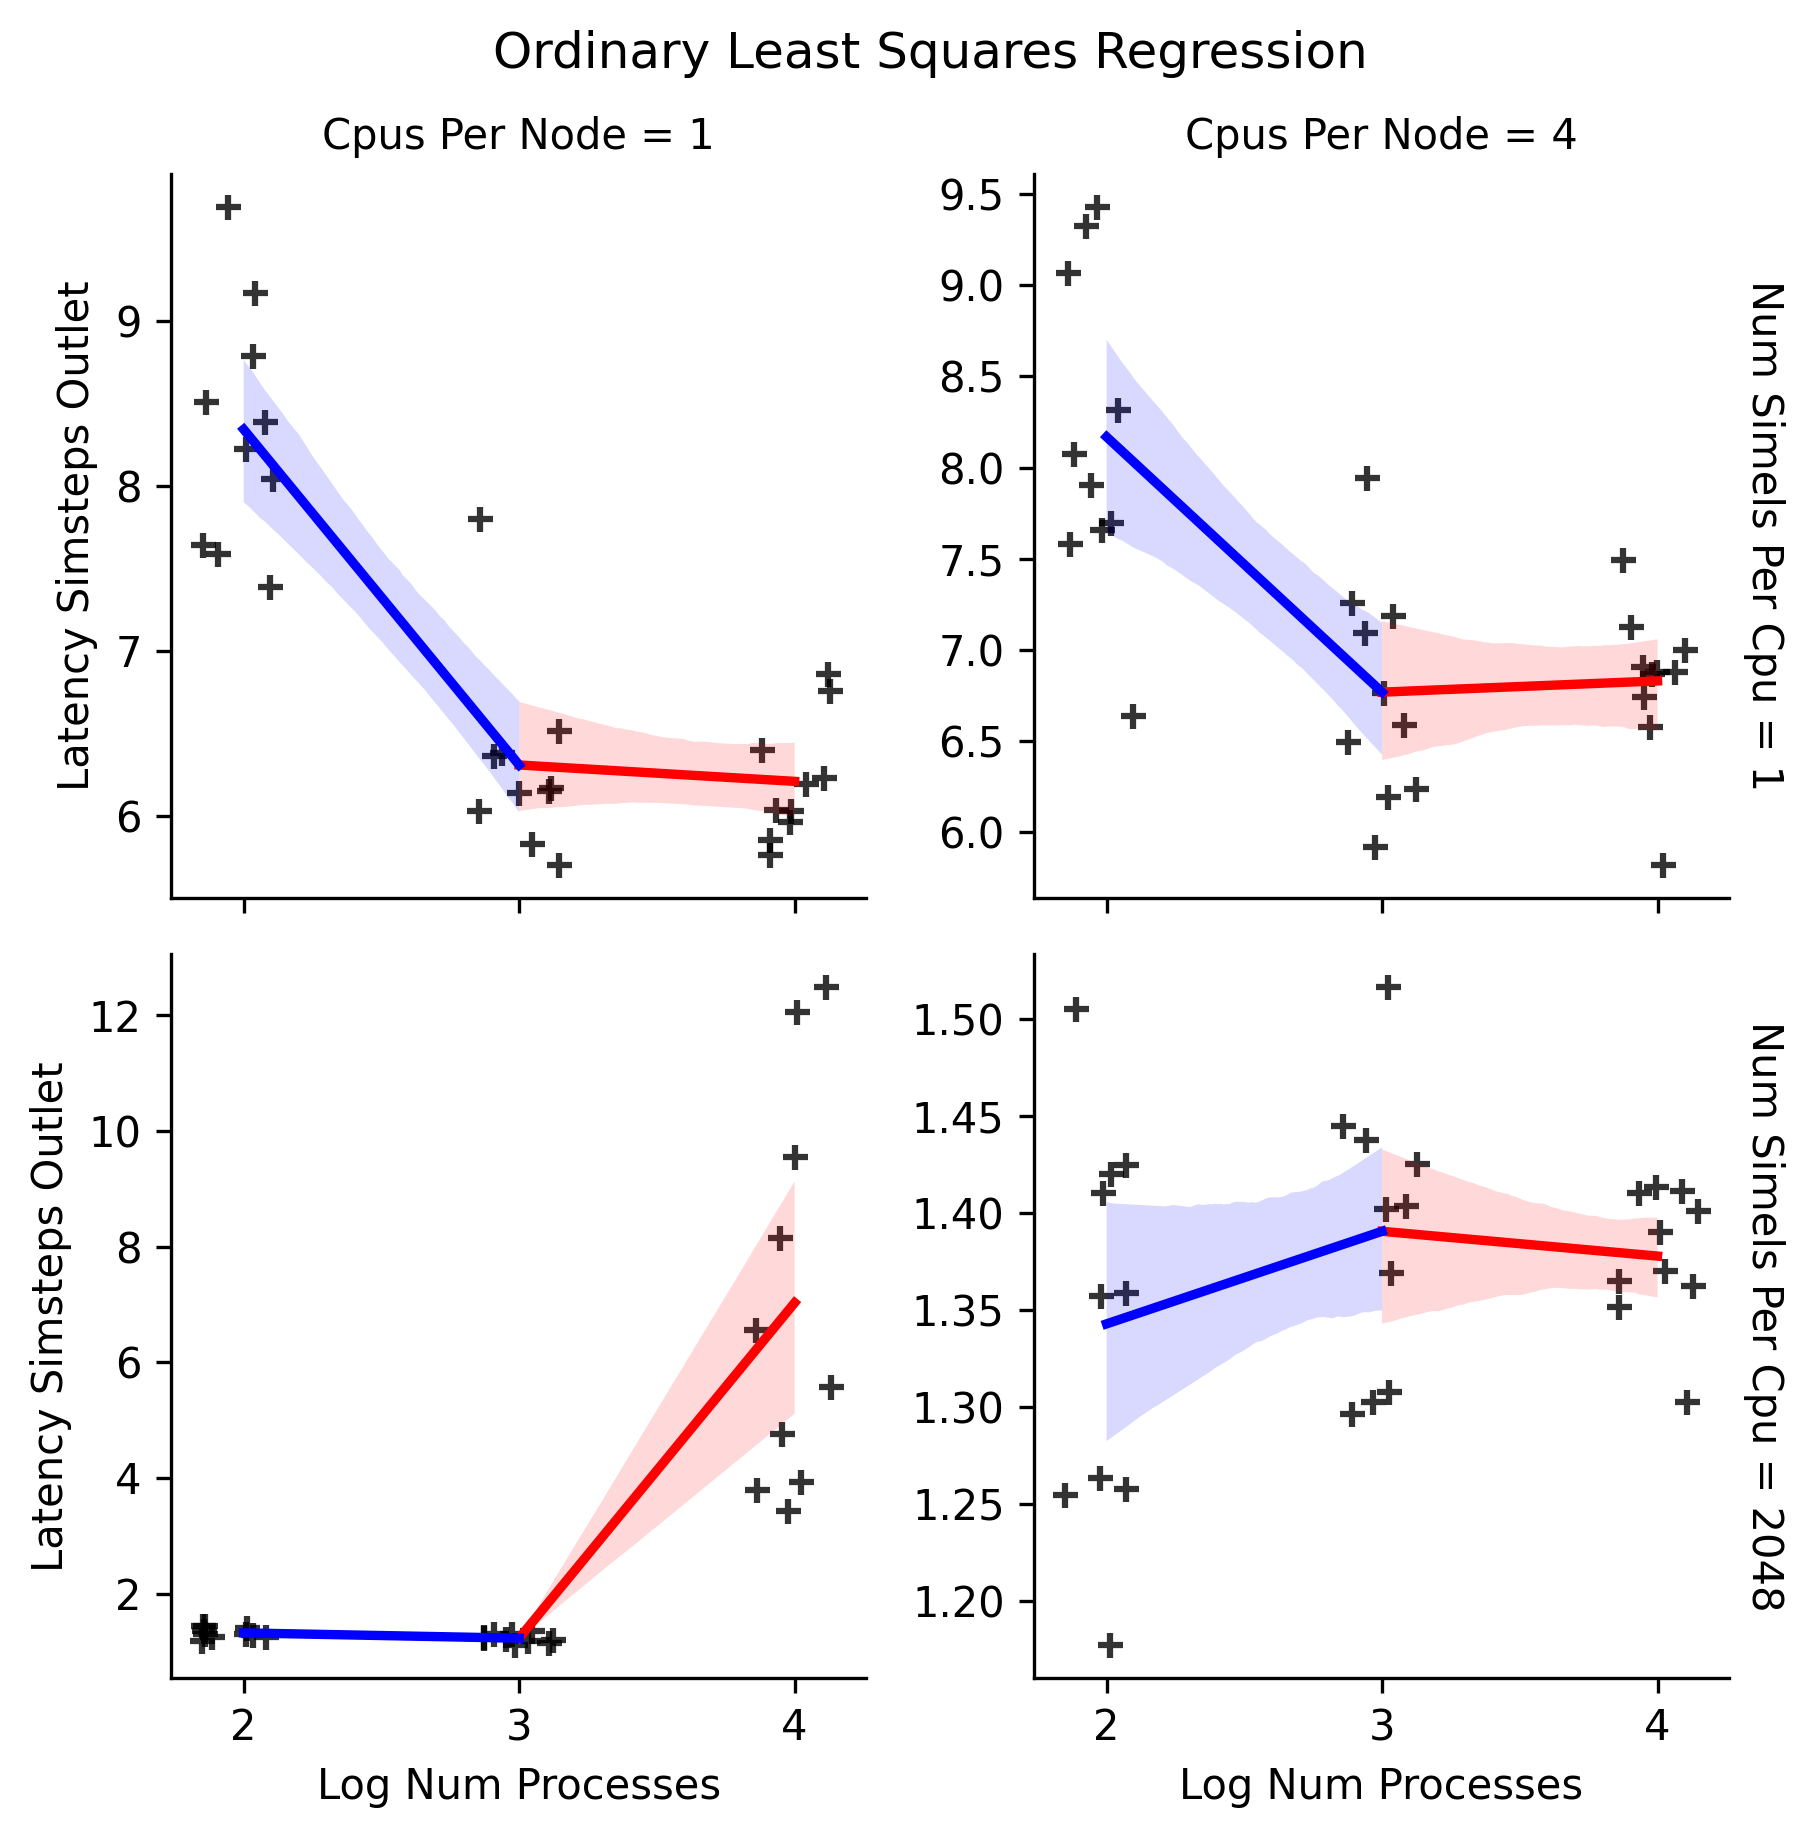 Ordinary Least Squares Regression
Cpus Per Node = 1
Cpus Per Node = 4
Latency Simsteps Outlet
9
8
7
6
9.5
9.0
8.5
8.0
7.5
7.0
6.5
6.0
Num Simels Per Cpu = 1
Latency Simsteps Outlet
12
10
8
6
4
2
1.50
1.45
1.40
1.35
1.30
1.25
1.20
Num Simels Per Cpu = 2048
2 3 4
2 3 4
Log Num Processes
Log Num Processes